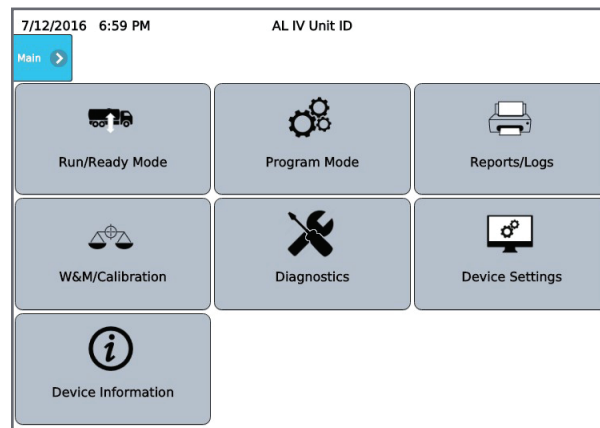 7/12/2016 6:59 PM AL IV Unit ID
Main
Run/Ready Mode Program Mode Reports/Logs
W&M/Calibration Diagnostics Device Settings
Device Information